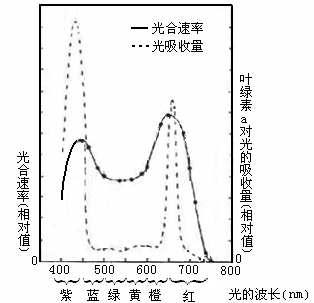 光合速率
光吸收量
光合速率(相对值)
叶绿素a对光的吸收量(相对值)
0
0
400 500 600 700 800
紫 蓝 绿 黄 橙 红 光的波长(nm)